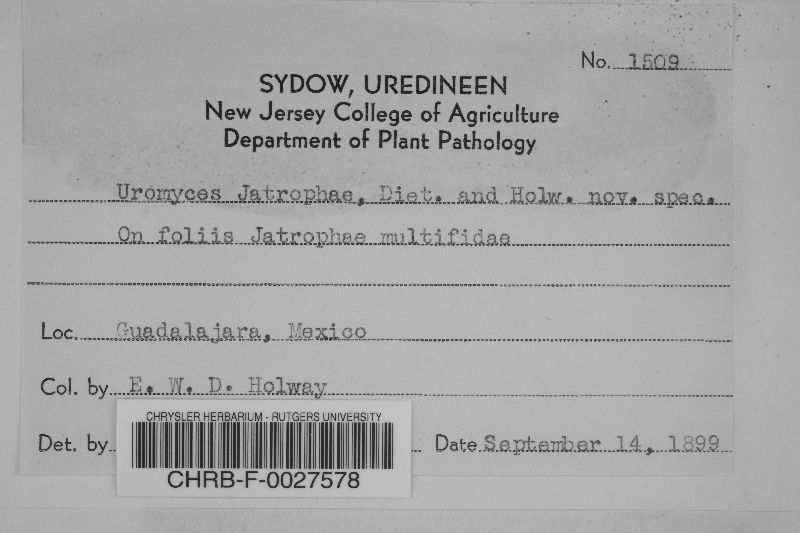 No. 1509
SYDOW, UREDINEEN
New Jersey College of Agriculture
Department of Plant Pathology
Uromyces Jatrophae, Diet. and Holw. nov. spec.
On foliis Jatrophae multifidae
Loc. Guadalajara, Mexico
Col. by E. W. D. Holway
CHRYSLER HERBARIUM - RUTGERS UNIVERSITY
Det. by Date September 14, 1899
CHRB-F-0027578